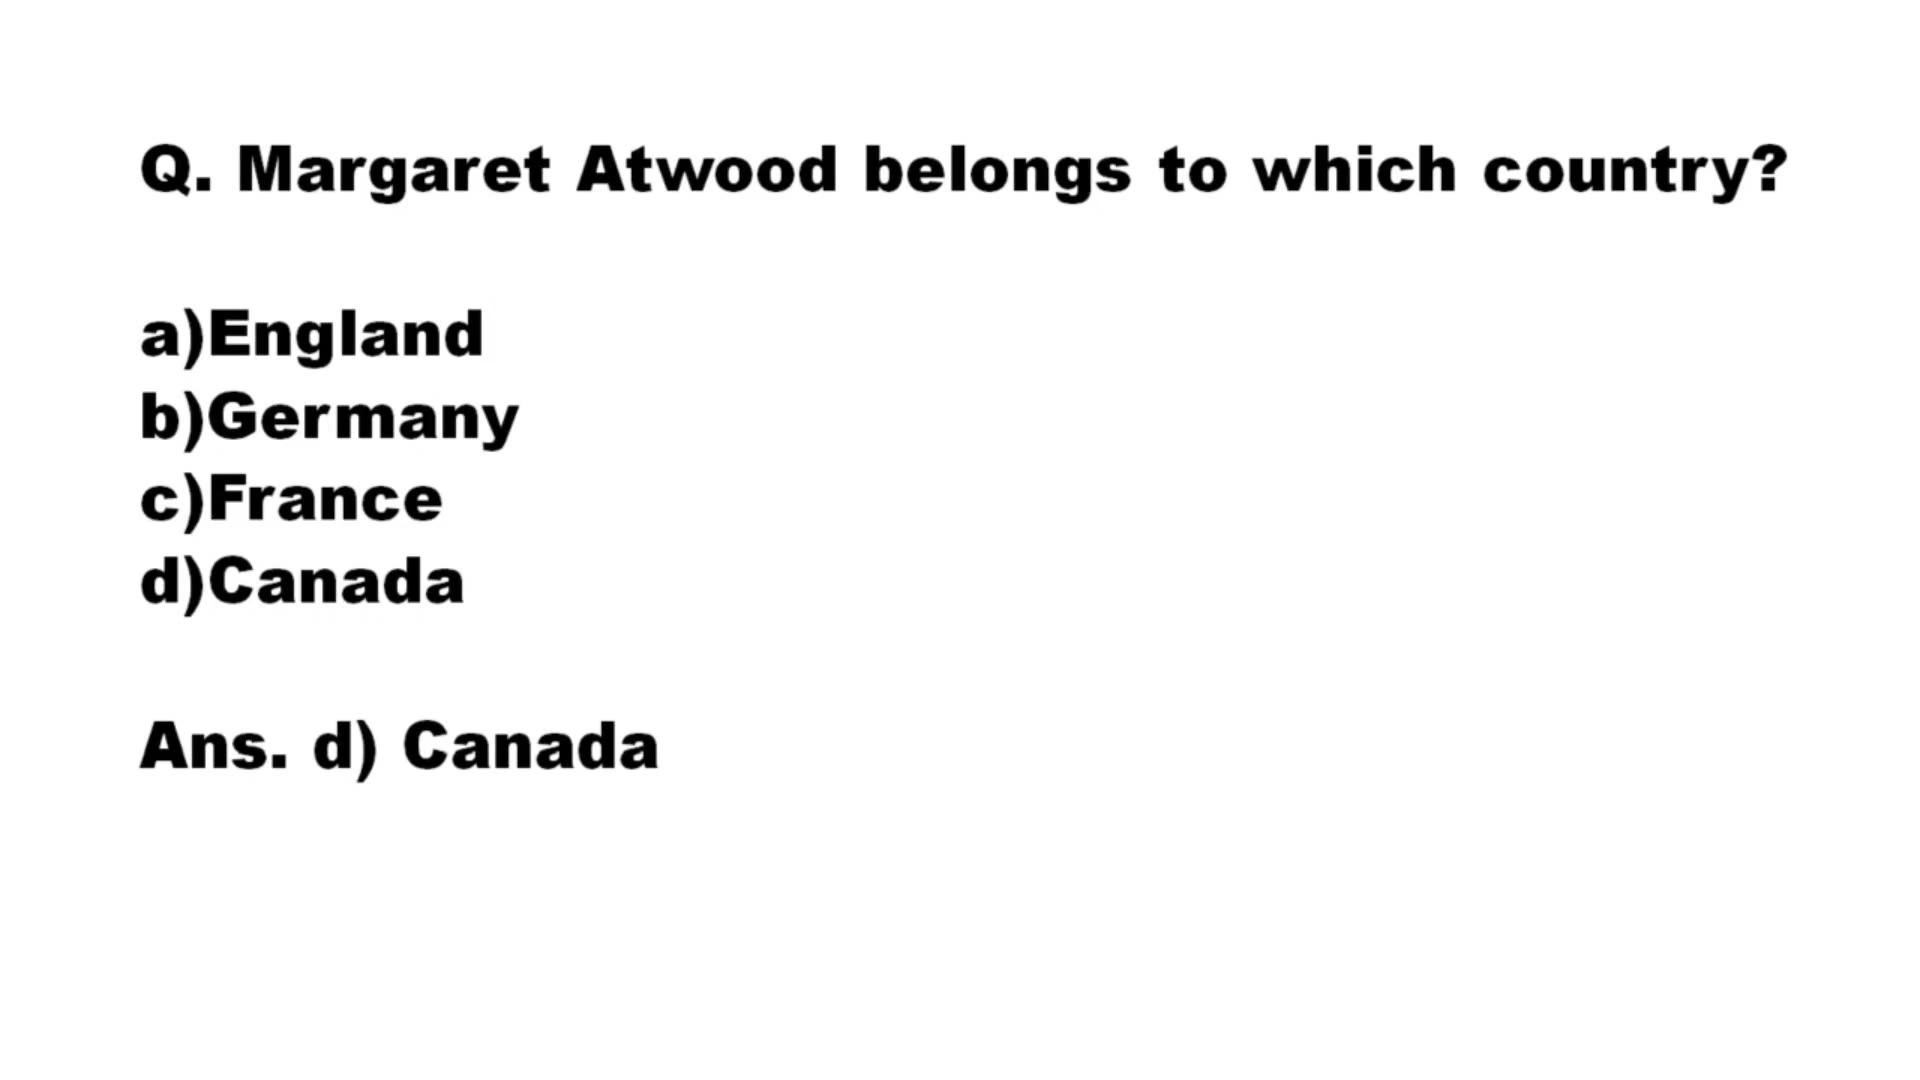 Q. Margaret Atwood belongs to which country?
a)England
b)Germany
c)France
d)Canada
Ans. d) Canada